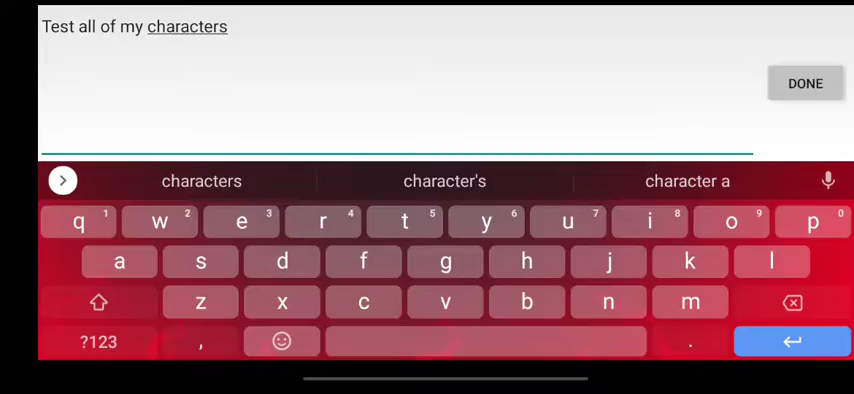 Test all of my characters
DONE
characters character's character a
q 1 w 2 e 3 r 4 t 5 y 6 u 7 i 8 o 9 p 0
a s d f g h j k l
z x c v b n m
?123 , .